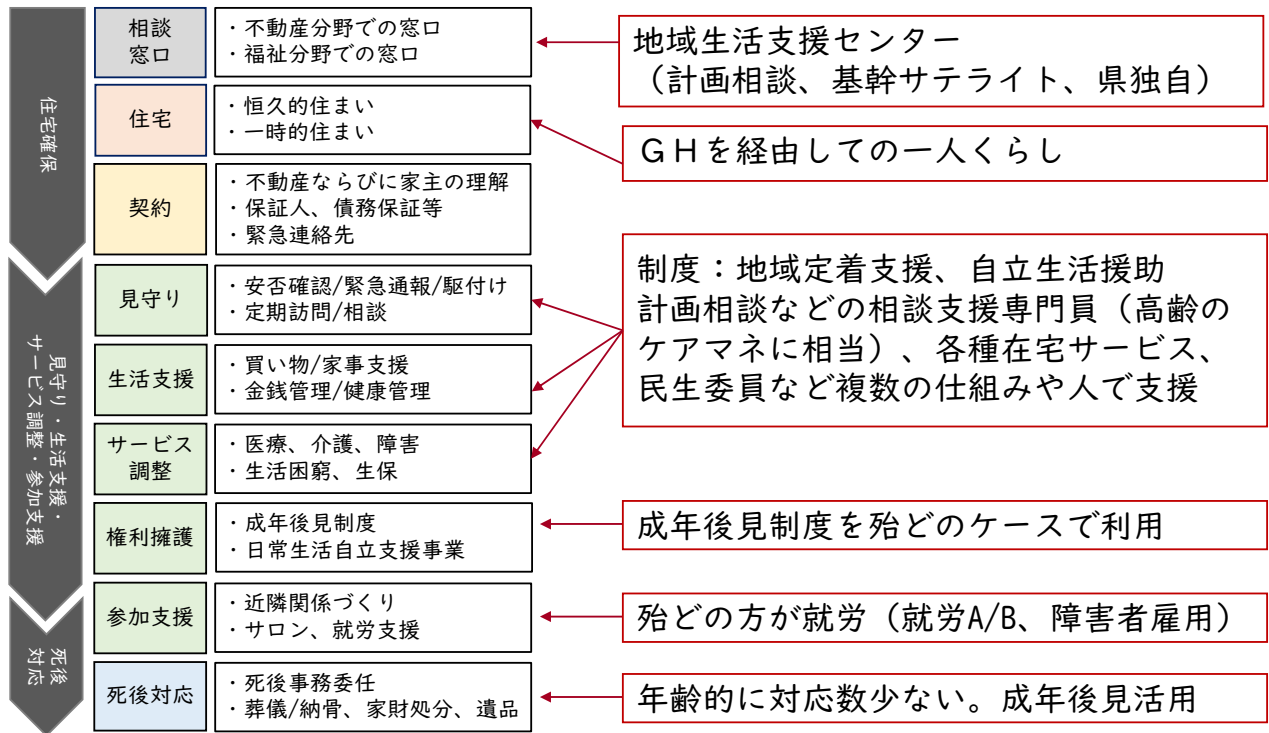 住宅確保
相談
窓口
・不動産分野での窓口
・福祉分野での窓口
地域生活支援センター
（計画相談、基幹サテライト、県独自）
住宅
・恒久的住まい
・一時的住まい
ＧＨを経由しての一人くらし
契約
・不動産ならびに家主の理解
・保証人、債務保証等
・緊急連絡先
見守り・生活支援・
サービス調整・参加支援
見守り
・安否確認/緊急通報/駆付け
・定期訪問/相談
制度：地域定着支援、自立生活援助
計画相談などの相談支援専門員（高齢の
ケアマネに相当）、各種在宅サービス、
民生委員など複数の仕組みや人で支援
生活支援
・買い物/家事支援
・金銭管理/健康管理
サービス
調整
・医療、介護、障害
・生活困窮、生保
権利擁護
・成年後見制度
・日常生活自立支援事業
成年後見制度を殆どのケースで利用
参加支援
・近隣関係づくり
・サロン、就労支援
殆どの方が就労（就労A/B、障害者雇用）
死後
対応
死後対応
・死後事務委任
・葬儀/納骨、家財処分、遺品
年齢的に対応数少ない。成年後見活用